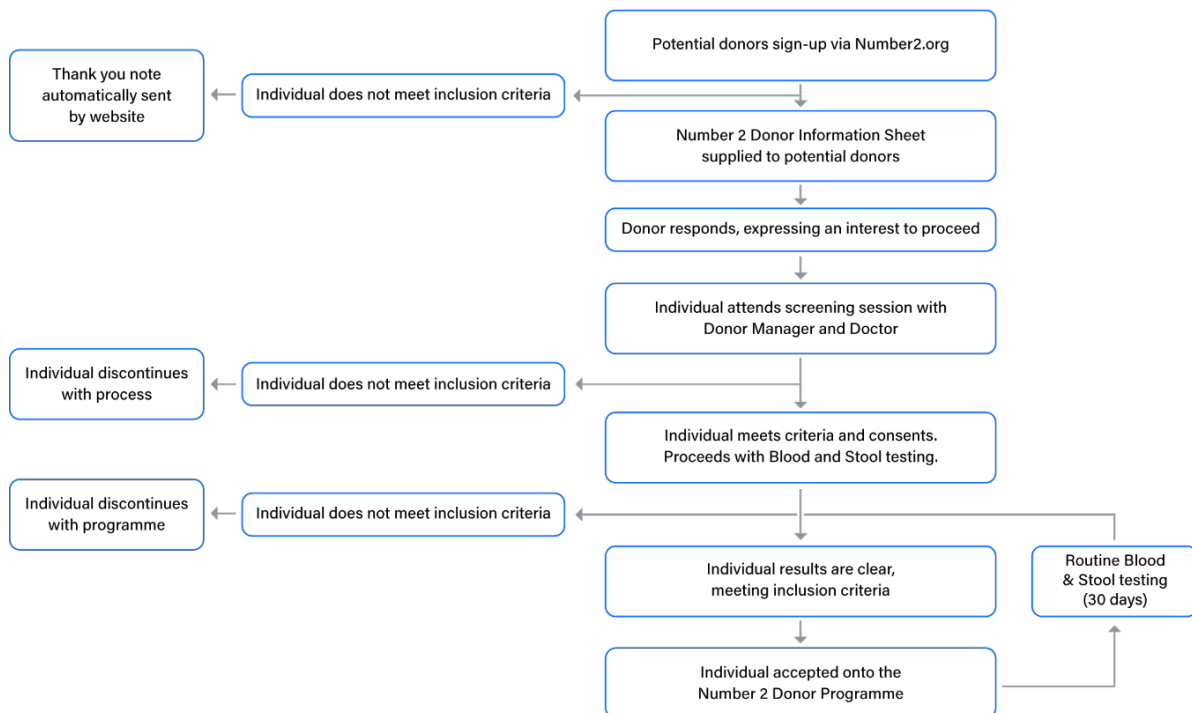 Potential donors sign-up via Number2.org
Thank you note
automatically sent
by website
Individual does not meet inclusion criteria
Number 2 Donor Information Sheet
supplied to potential donors
Donor responds, expressing an interest to proceed
Individual attends screening session with
Donor Manager and Doctor
Individual discontinues
with process
Individual does not meet inclusion criteria
Individual meets criteria and consents.
Proceeds with Blood and Stool testing.
Individual discontinues
with programme
Individual does not meet inclusion criteria
Individual results are clear,
meeting inclusion criteria
Routine Blood
& Stool testing
(30 days)
Individual accepted onto the
Number 2 Donor Programme